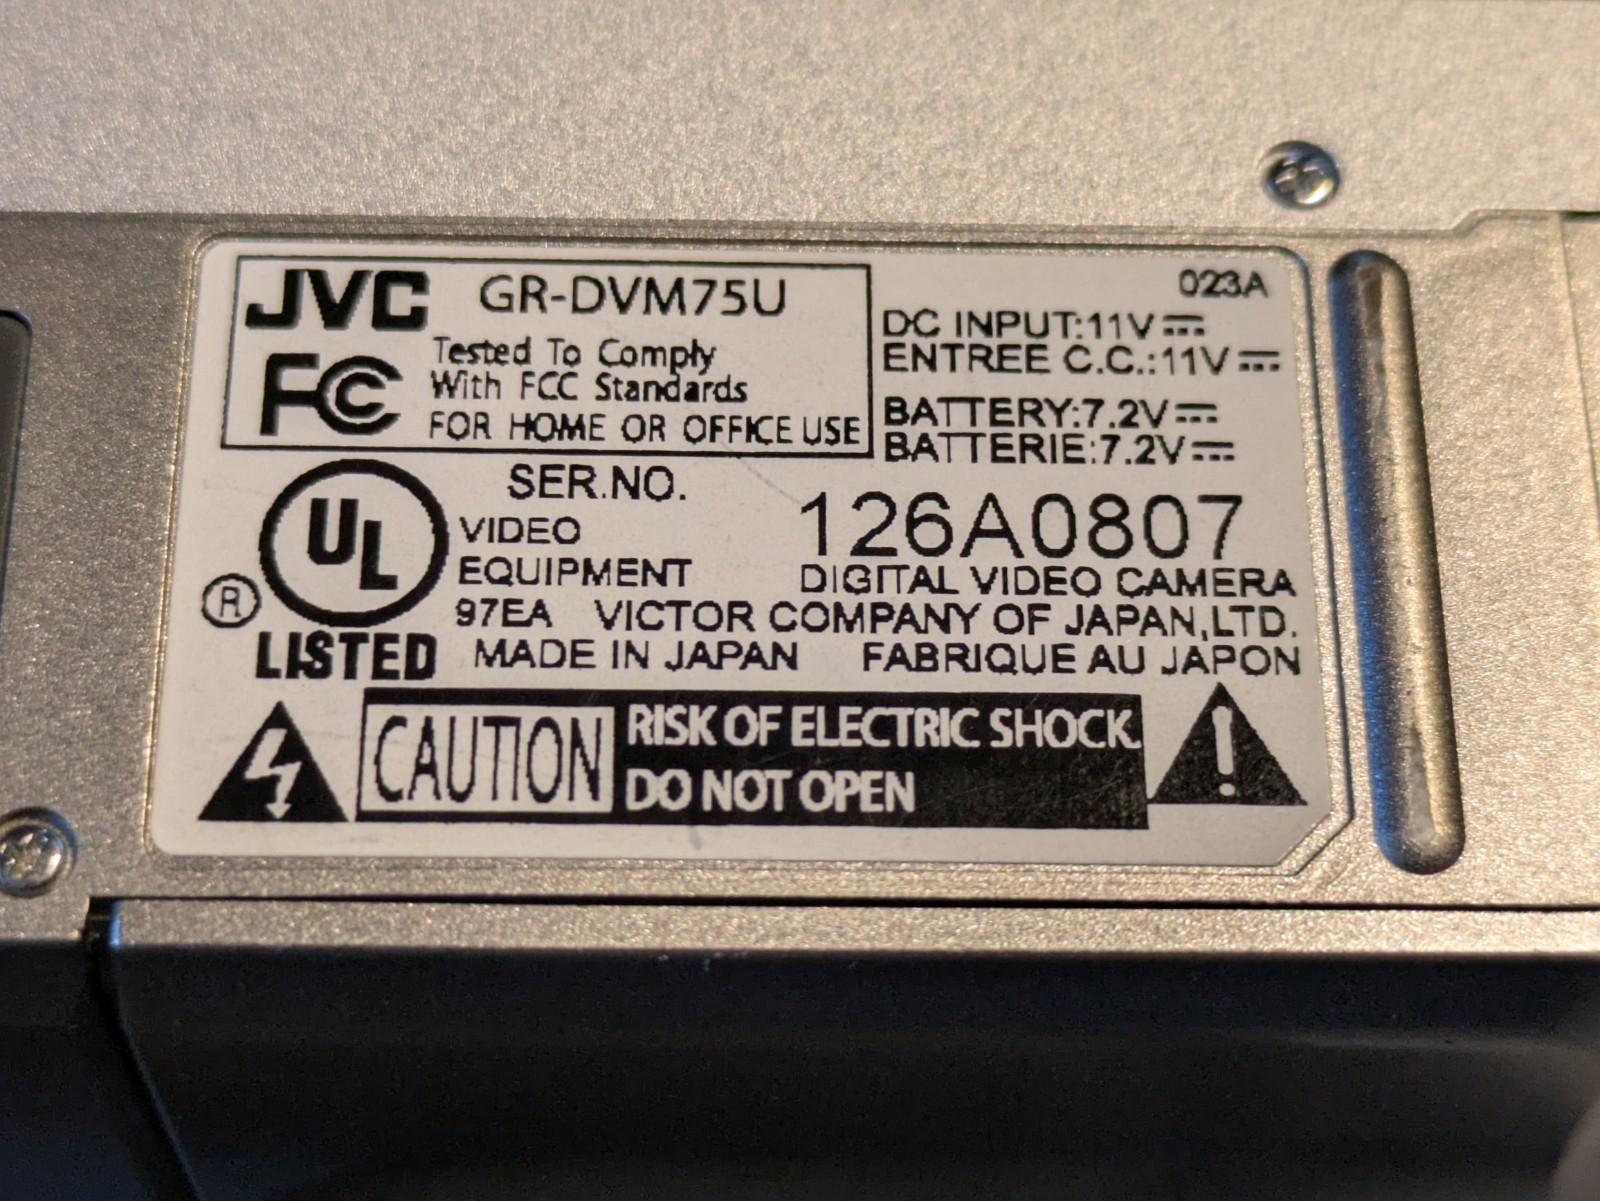 JVC GR-DVM75U
FC Tested To Comply
With FCC Standards
FOR HOME OR OFFICE USE
023A
DC INPUT:11V
ENTREE C.C.:11V
BATTERY:7.2V
BATTERIE:7.2V
SER.NO. 126A0807
UL
®
LISTED
VIDEO
EQUIPMENT
97EA
DIGITAL VIDEO CAMERA
VICTOR COMPANY OF JAPAN,LTD.
MADE IN JAPAN FABRIQUE AU JAPON
CAUTION
RISK OF ELECTRIC SHOCK.
DO NOT OPEN